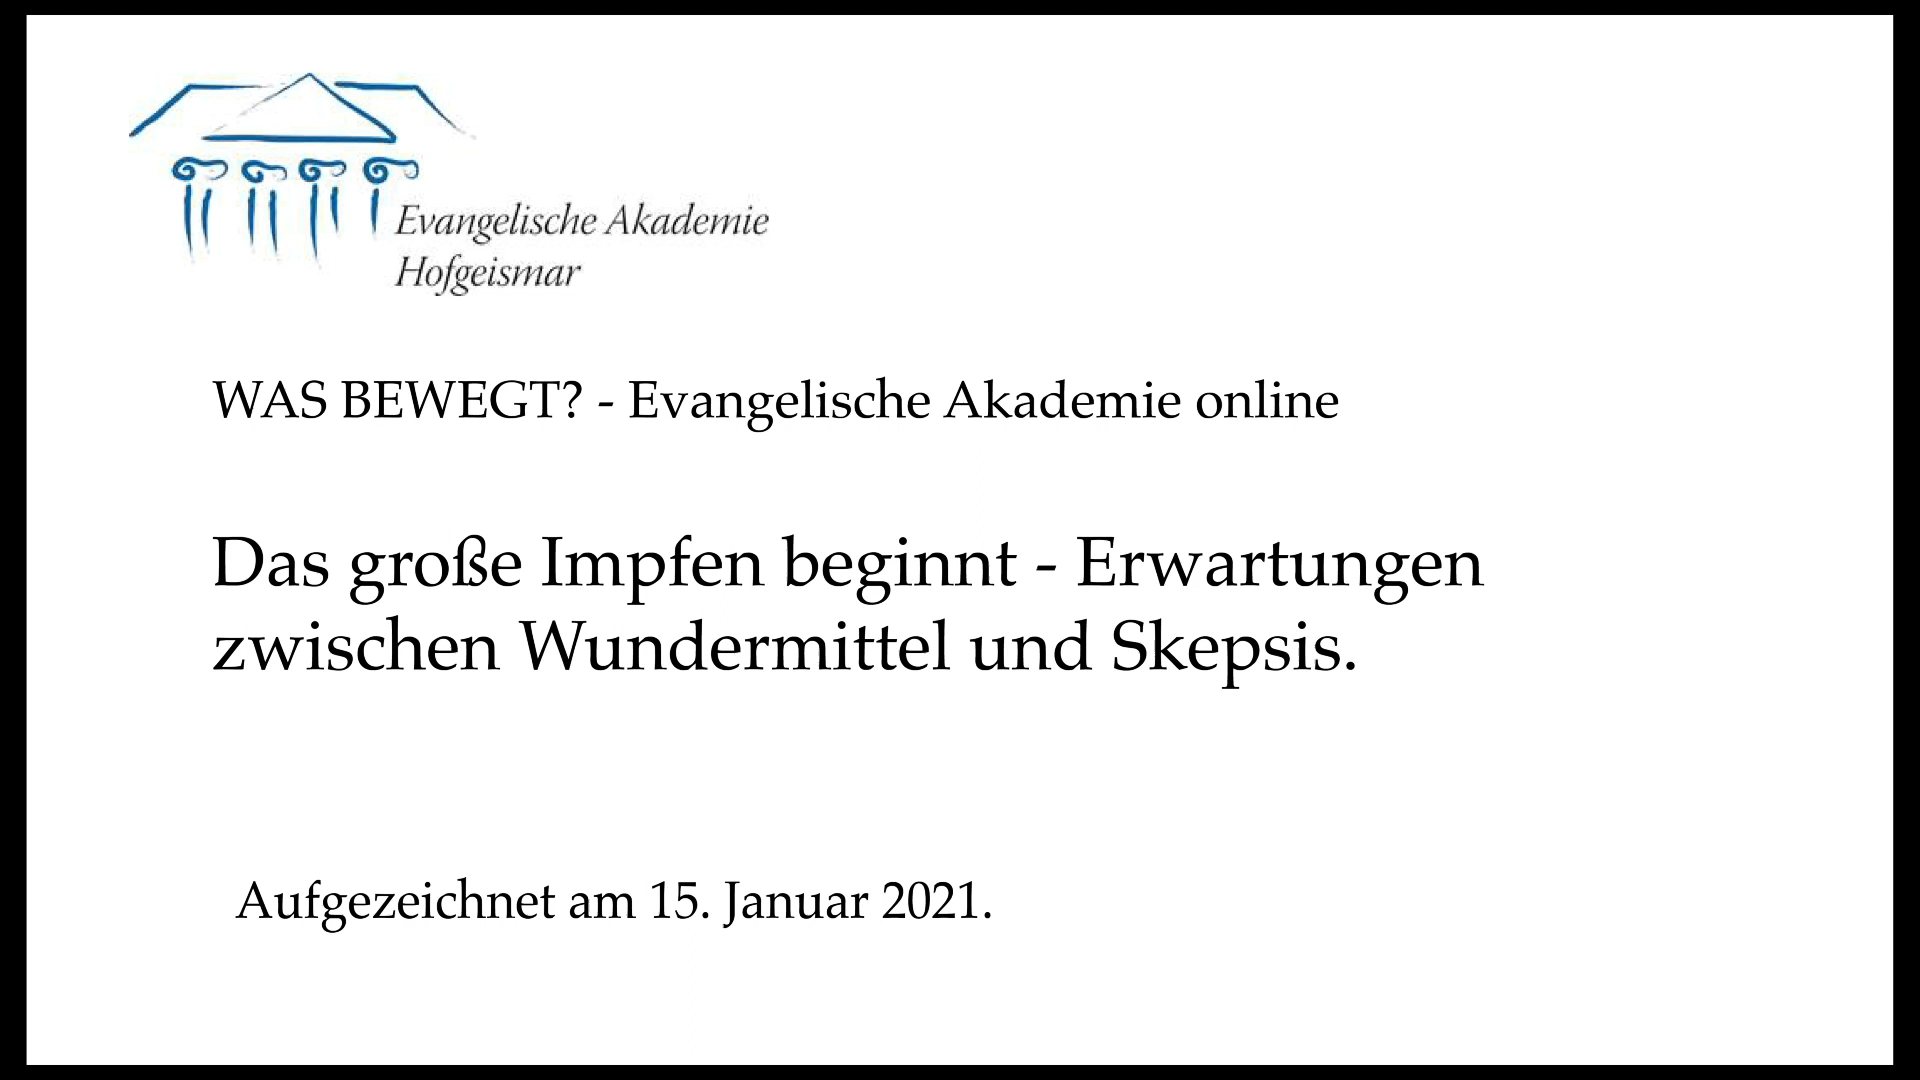 Evangelische Akademie
Hofgeismar
WAS BEWEGT? - Evangelische Akademie online
Das große Impfen beginnt - Erwartungen
zwischen Wundermittel und Skepsis.
Aufgezeichnet am 15. Januar 2021.